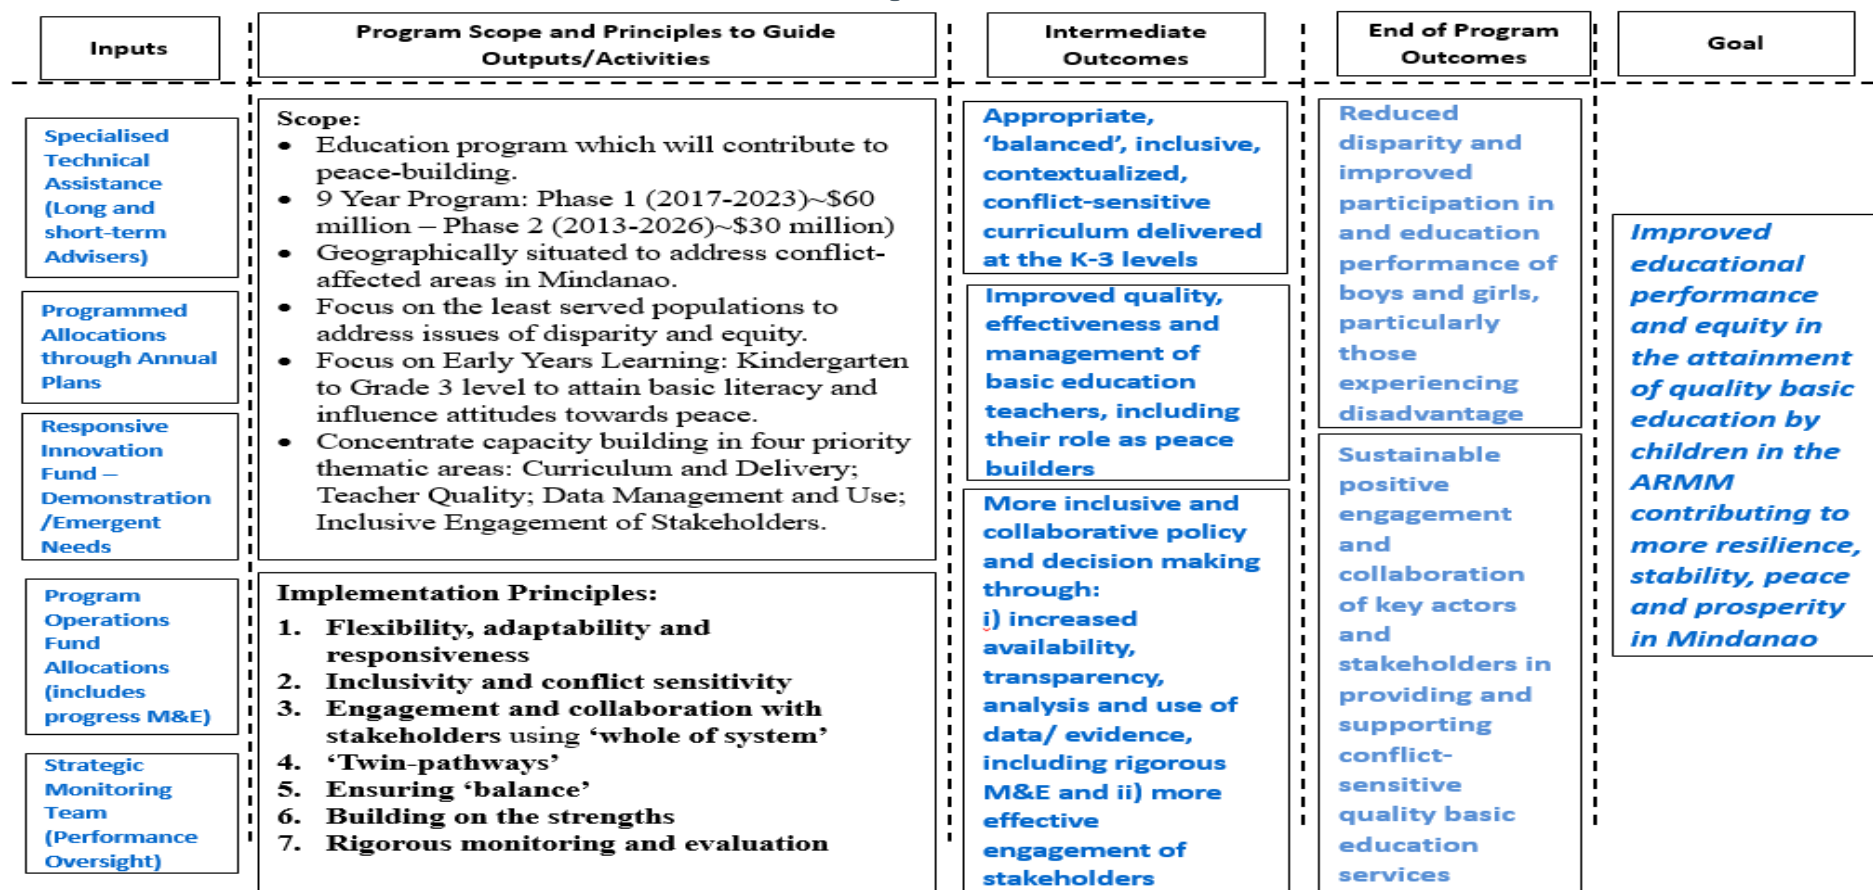 Inputs
Program Scope and Principles to Guide
Outputs/Activities
Intermediate
Outcomes
End of Program
Outcomes
Goal
Specialised
Technical
Assistance
(Long and
short-term
Advisers)
Programmed
Allocations
through Annual
Plans
Responsive
Innovation
Fund –
Demonstration
/Emergent
Needs
Program
Operations
Fund
Allocations
(includes
progress M&E)
Strategic
Monitoring
Team
(Performance
Oversight)
Scope:
• Education program which will contribute to
peace-building.
• 9 Year Program: Phase 1 (2017-2023)~$60
million – Phase 2 (2013-2026)~$30 million)
• Geographically situated to address conflict-
affected areas in Mindanao.
• Focus on the least served populations to
address issues of disparity and equity.
• Focus on Early Years Learning: Kindergarten
to Grade 3 level to attain basic literacy and
influence attitudes towards peace.
• Concentrate capacity building in four priority
thematic areas: Curriculum and Delivery;
Teacher Quality; Data Management and Use;
Inclusive Engagement of Stakeholders.
Implementation Principles:
1. Flexibility, adaptability and
responsiveness
2. Inclusivity and conflict sensitivity
3. Engagement and collaboration with
stakeholders using ‘whole of system’
4. ‘Twin-pathways’
5. Ensuring ‘balance’
6. Building on the strengths
7. Rigorous monitoring and evaluation
Appropriate,
‘balanced’, inclusive,
contextualized,
conflict-sensitive
curriculum delivered
at the K-3 levels
Improved quality,
effectiveness and
management of
basic education
teachers, including
their role as peace
builders
More inclusive and
collaborative policy
and decision making
through:
i) increased
availability,
transparency,
analysis and use of
data/ evidence,
including rigorous
M&E and ii) more
effective
engagement of
stakeholders
Reduced
disparity and
improved
participation in
and education
performance of
boys and girls,
particularly
those
experiencing
disadvantage
Sustainable
positive
engagement
and
collaboration
of key actors
and
stakeholders in
providing and
supporting
conflict-
sensitive
quality basic
education
services
Improved
educational
performance
and equity in
the attainment
of quality basic
education by
children in the
ARMM
contributing to
more resilience,
stability, peace
and prosperity
in Mindanao